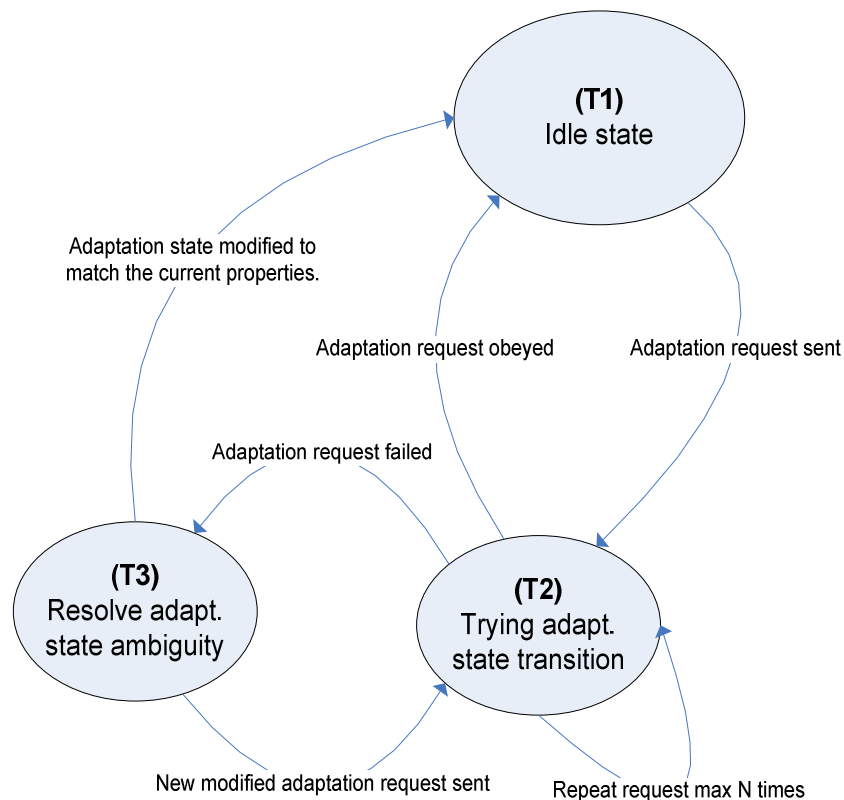 (T1)
Idle state
Adaptation state modified to
match the current properties.
Adaptation request obeyed
Adaptation request sent
Adaptation request failed
(T3)
Resolve adapt.
state ambiguity
(T2)
Trying adapt.
state transition
New modified adaptation request sent
Repeat request max N times